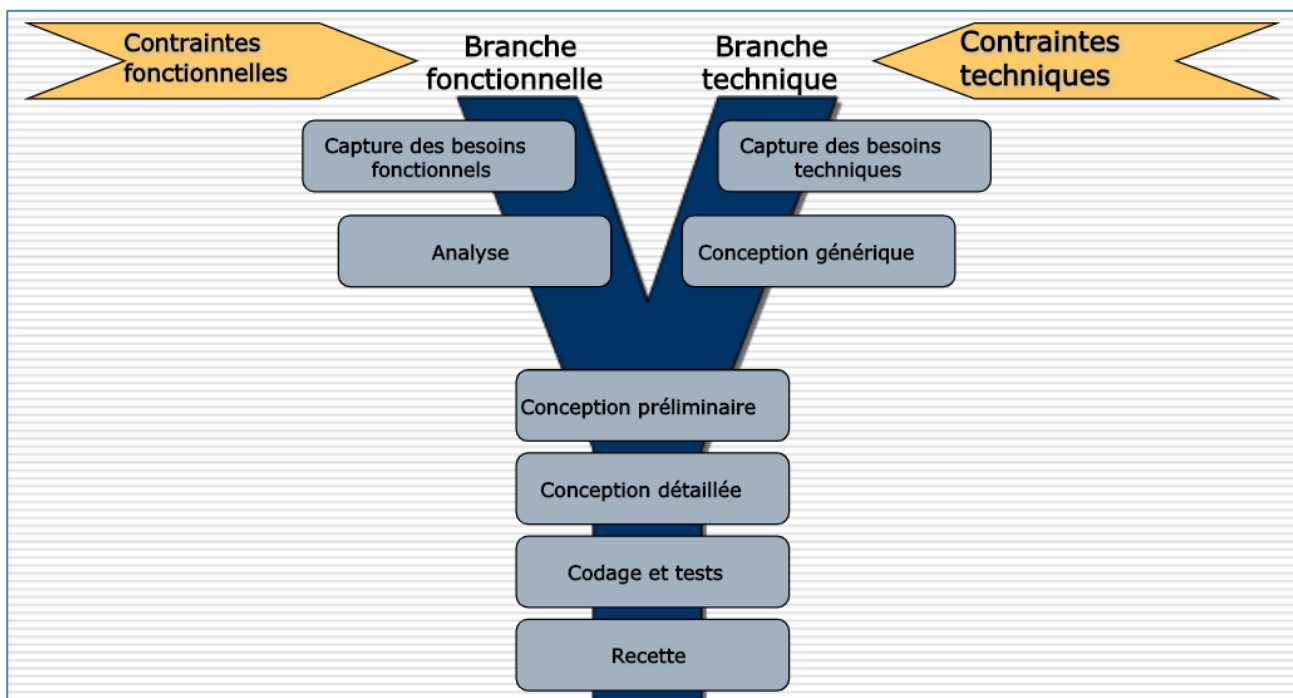 Contraintes
fonctionnelles
Branche
fonctionnelle
Branche
technique
Contraintes
techniques
Capture des besoins
fonctionnels
Capture des besoins
techniques
Analyse
Conception générique
Conception préliminaire
Conception détaillée
Codage et tests
Recette